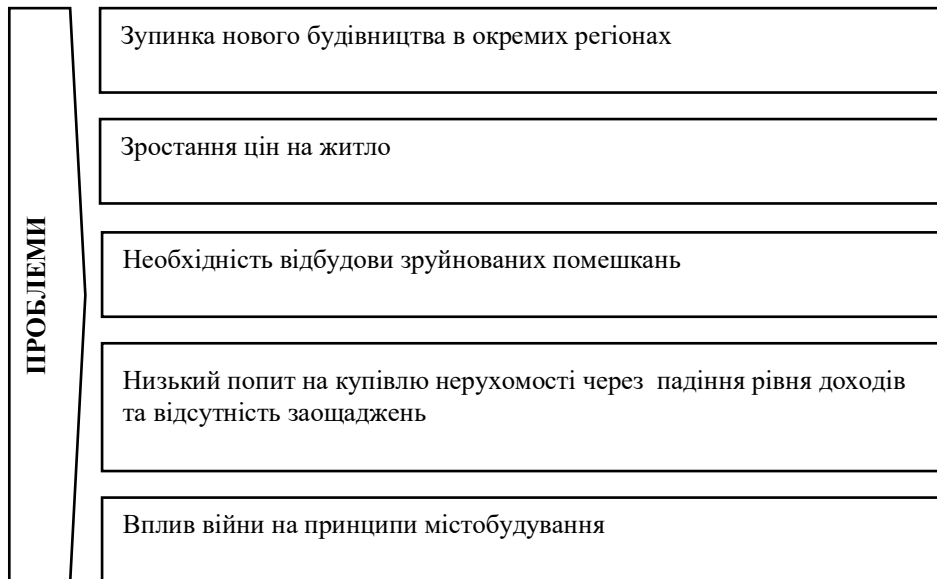 ПРОБЛЕМИ
Зупинка нового будівництва в окремих регіонах
Зростання цін на житло
Необхідність відбудови зруйнованих помешкань
Низький попит на купівлю нерухомості через  падіння рівня доходів
та відсутність заощаджень
Вплив війни на принципи містобудування